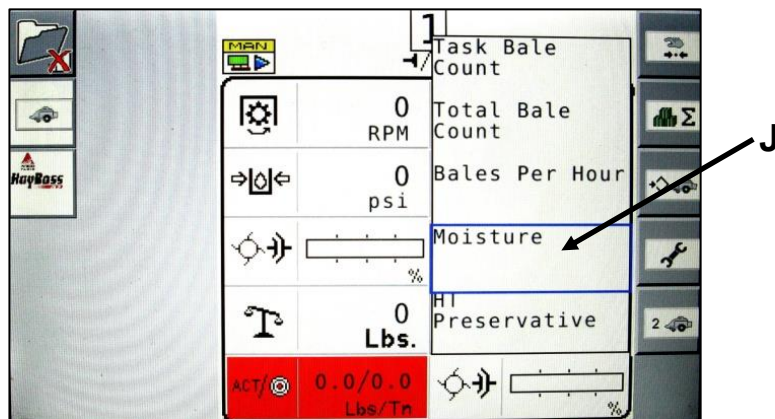 MAN
1
Task Bale
Count
0
RPM
Total Bale
Count
Σ
HayBoss
0
psi
Bales Per Hour
J
%
Moisture
0
Lbs.
HT
Preservative
2
ACT/
0.0/0.0
Lbs/Tn
%